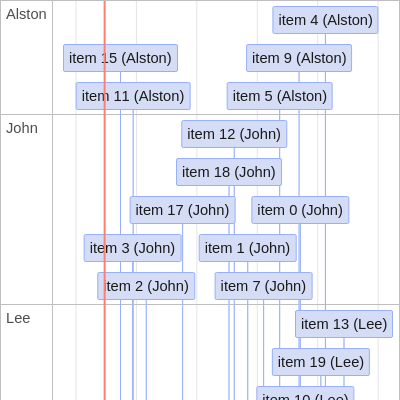 Alston
item 4 (Alston)
item 15 (Alston)
item 9 (Alston)
item 11 (Alston)
item 5 (Alston)
John
item 12 (John)
item 18 (John)
item 17 (John)
item 0 (John)
item 3 (John)
item 1 (John)
item 2 (John)
item 7 (John)
Lee
item 13 (Lee)
item 19 (Lee)
item 10 (Lee)